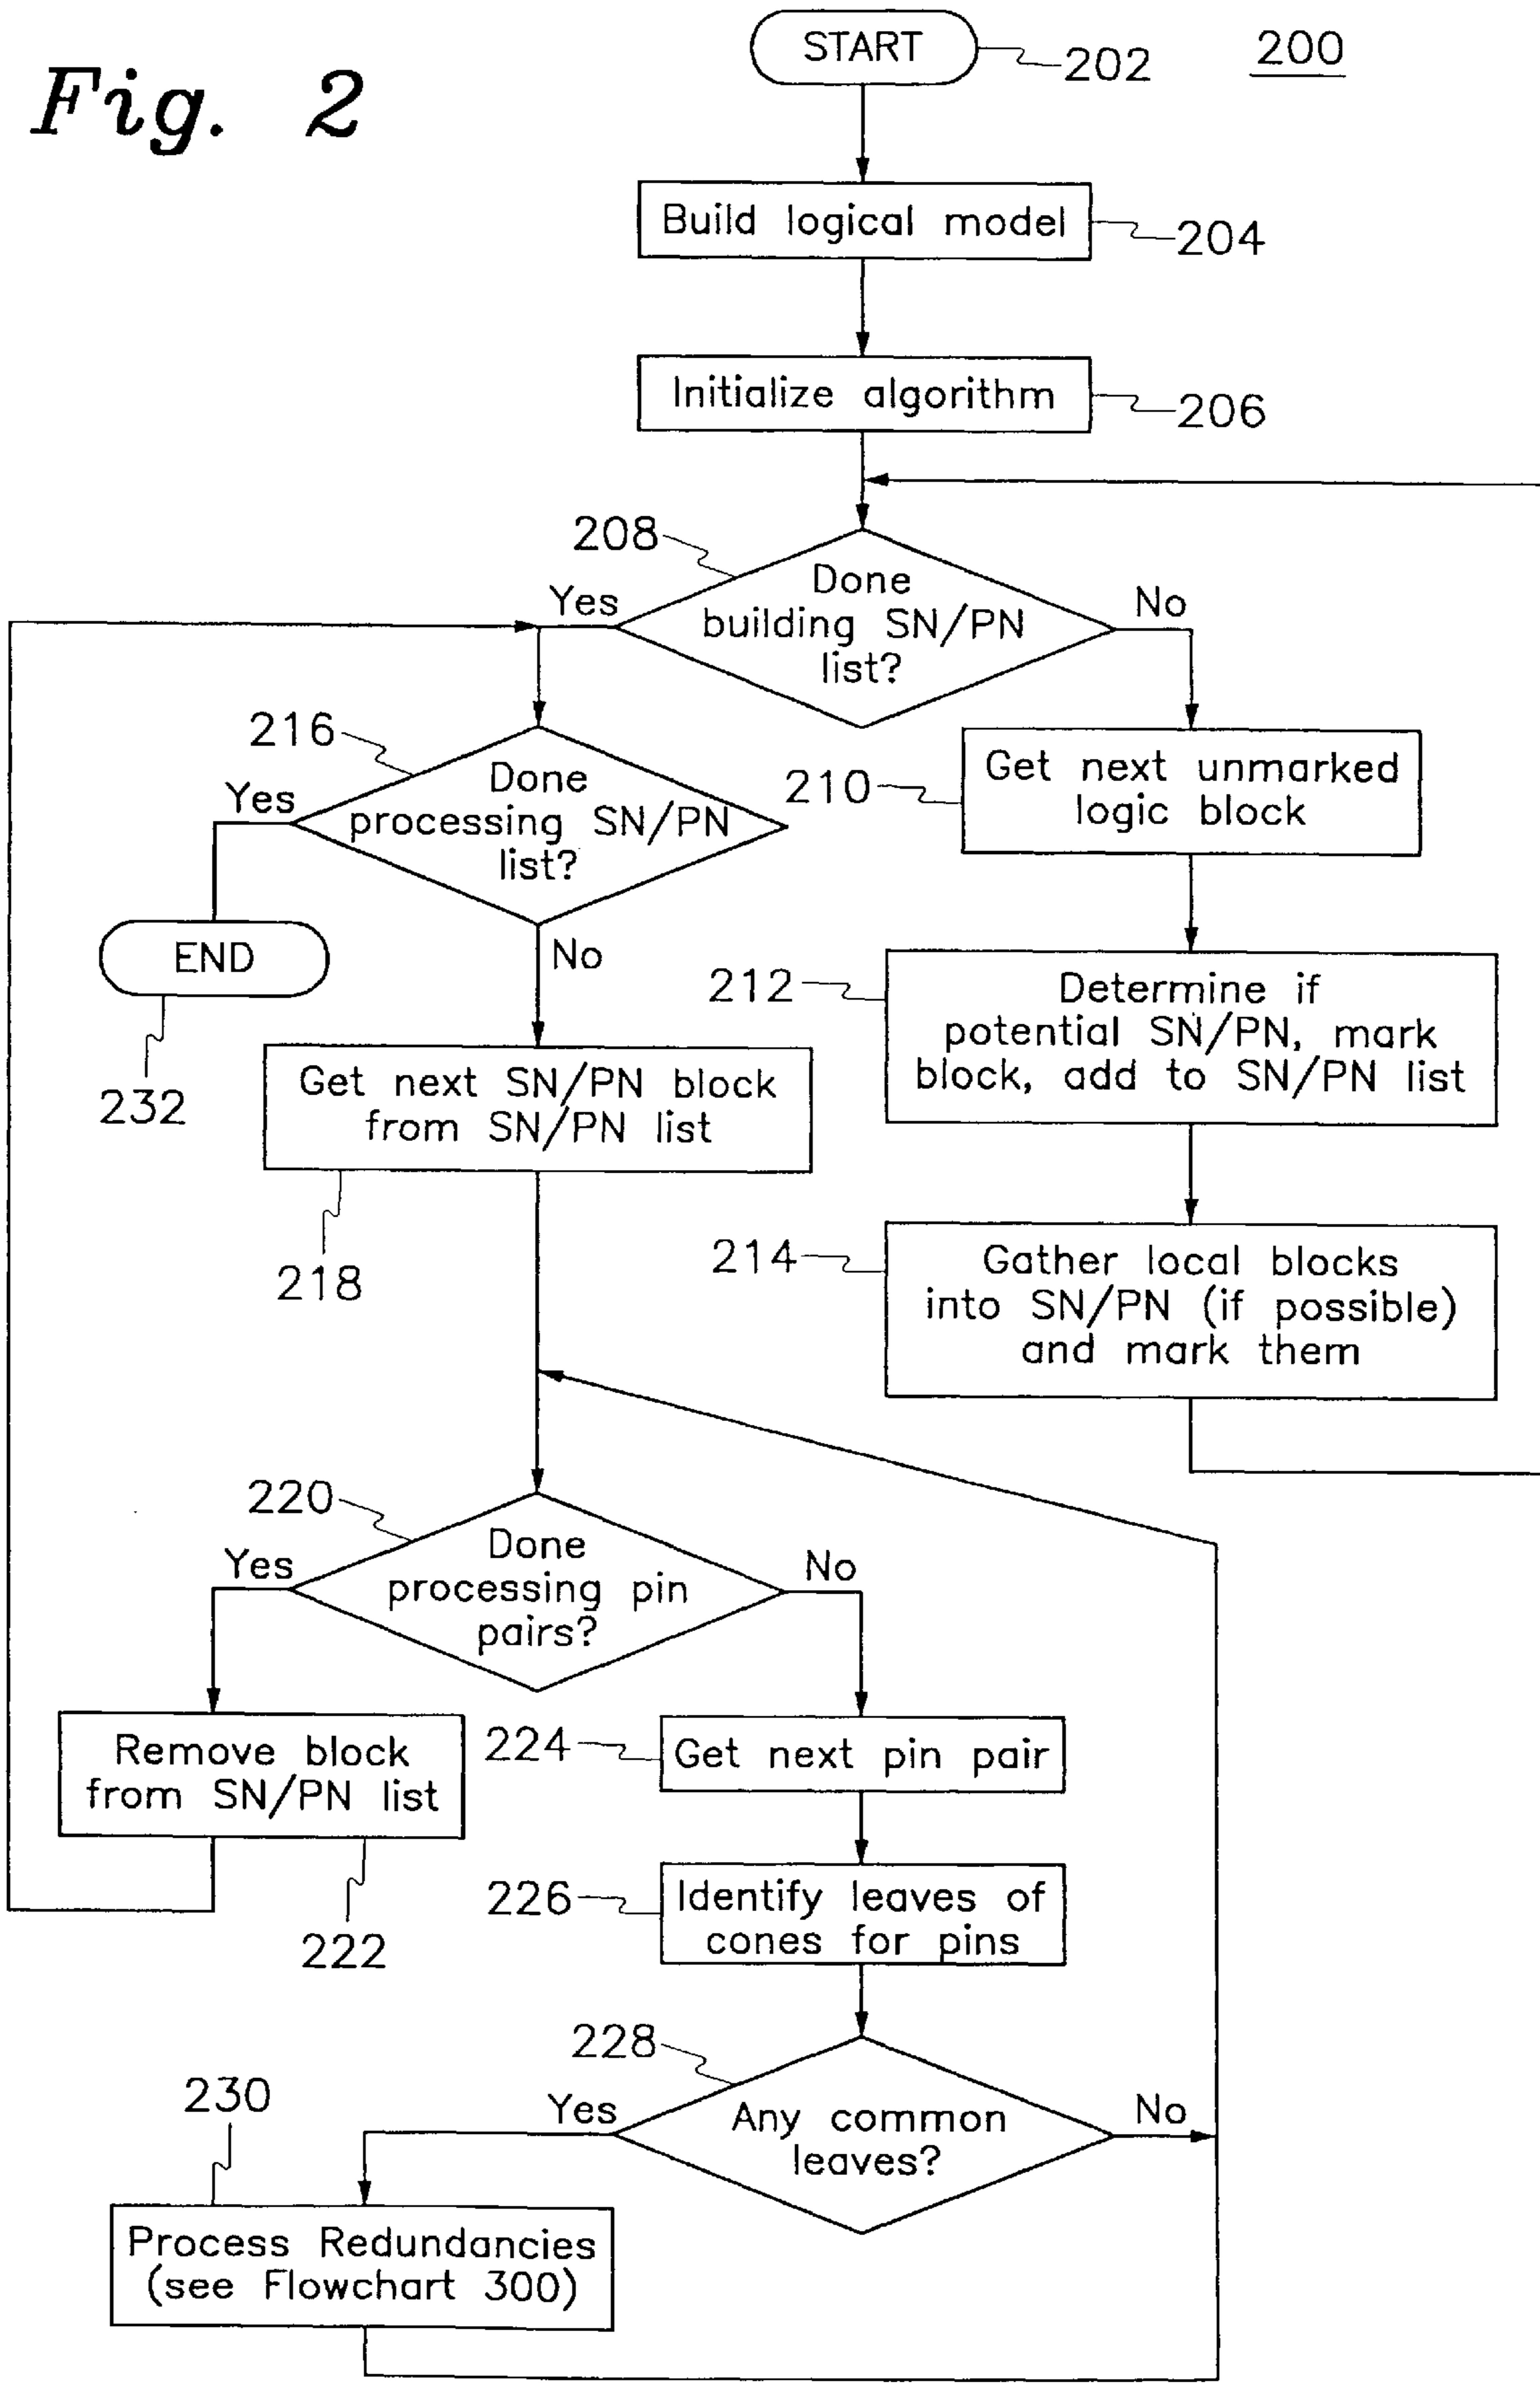 Fig. 2
START
202
200
Build logical model
204
Initialize algorithm
206
208
Done
building SN/PN
list?
Yes
No
216
Done
processing SN/PN
list?
Yes
No
210
Get next unmarked
logic block
END
232
212
Determine if
potential SN/PN, mark
block, add to SN/PN list
Get next SN/PN block
from SN/PN list
218
214
Gather local blocks
into SN/PN (if possible)
and mark them
220
Done
processing pin
pairs?
Yes
No
Remove block
from SN/PN list
222
224
Get next pin pair
226
Identify leaves of
cones for pins
228
Any common
leaves?
Yes
No
230
Process Redundancies
(see Flowchart 300)